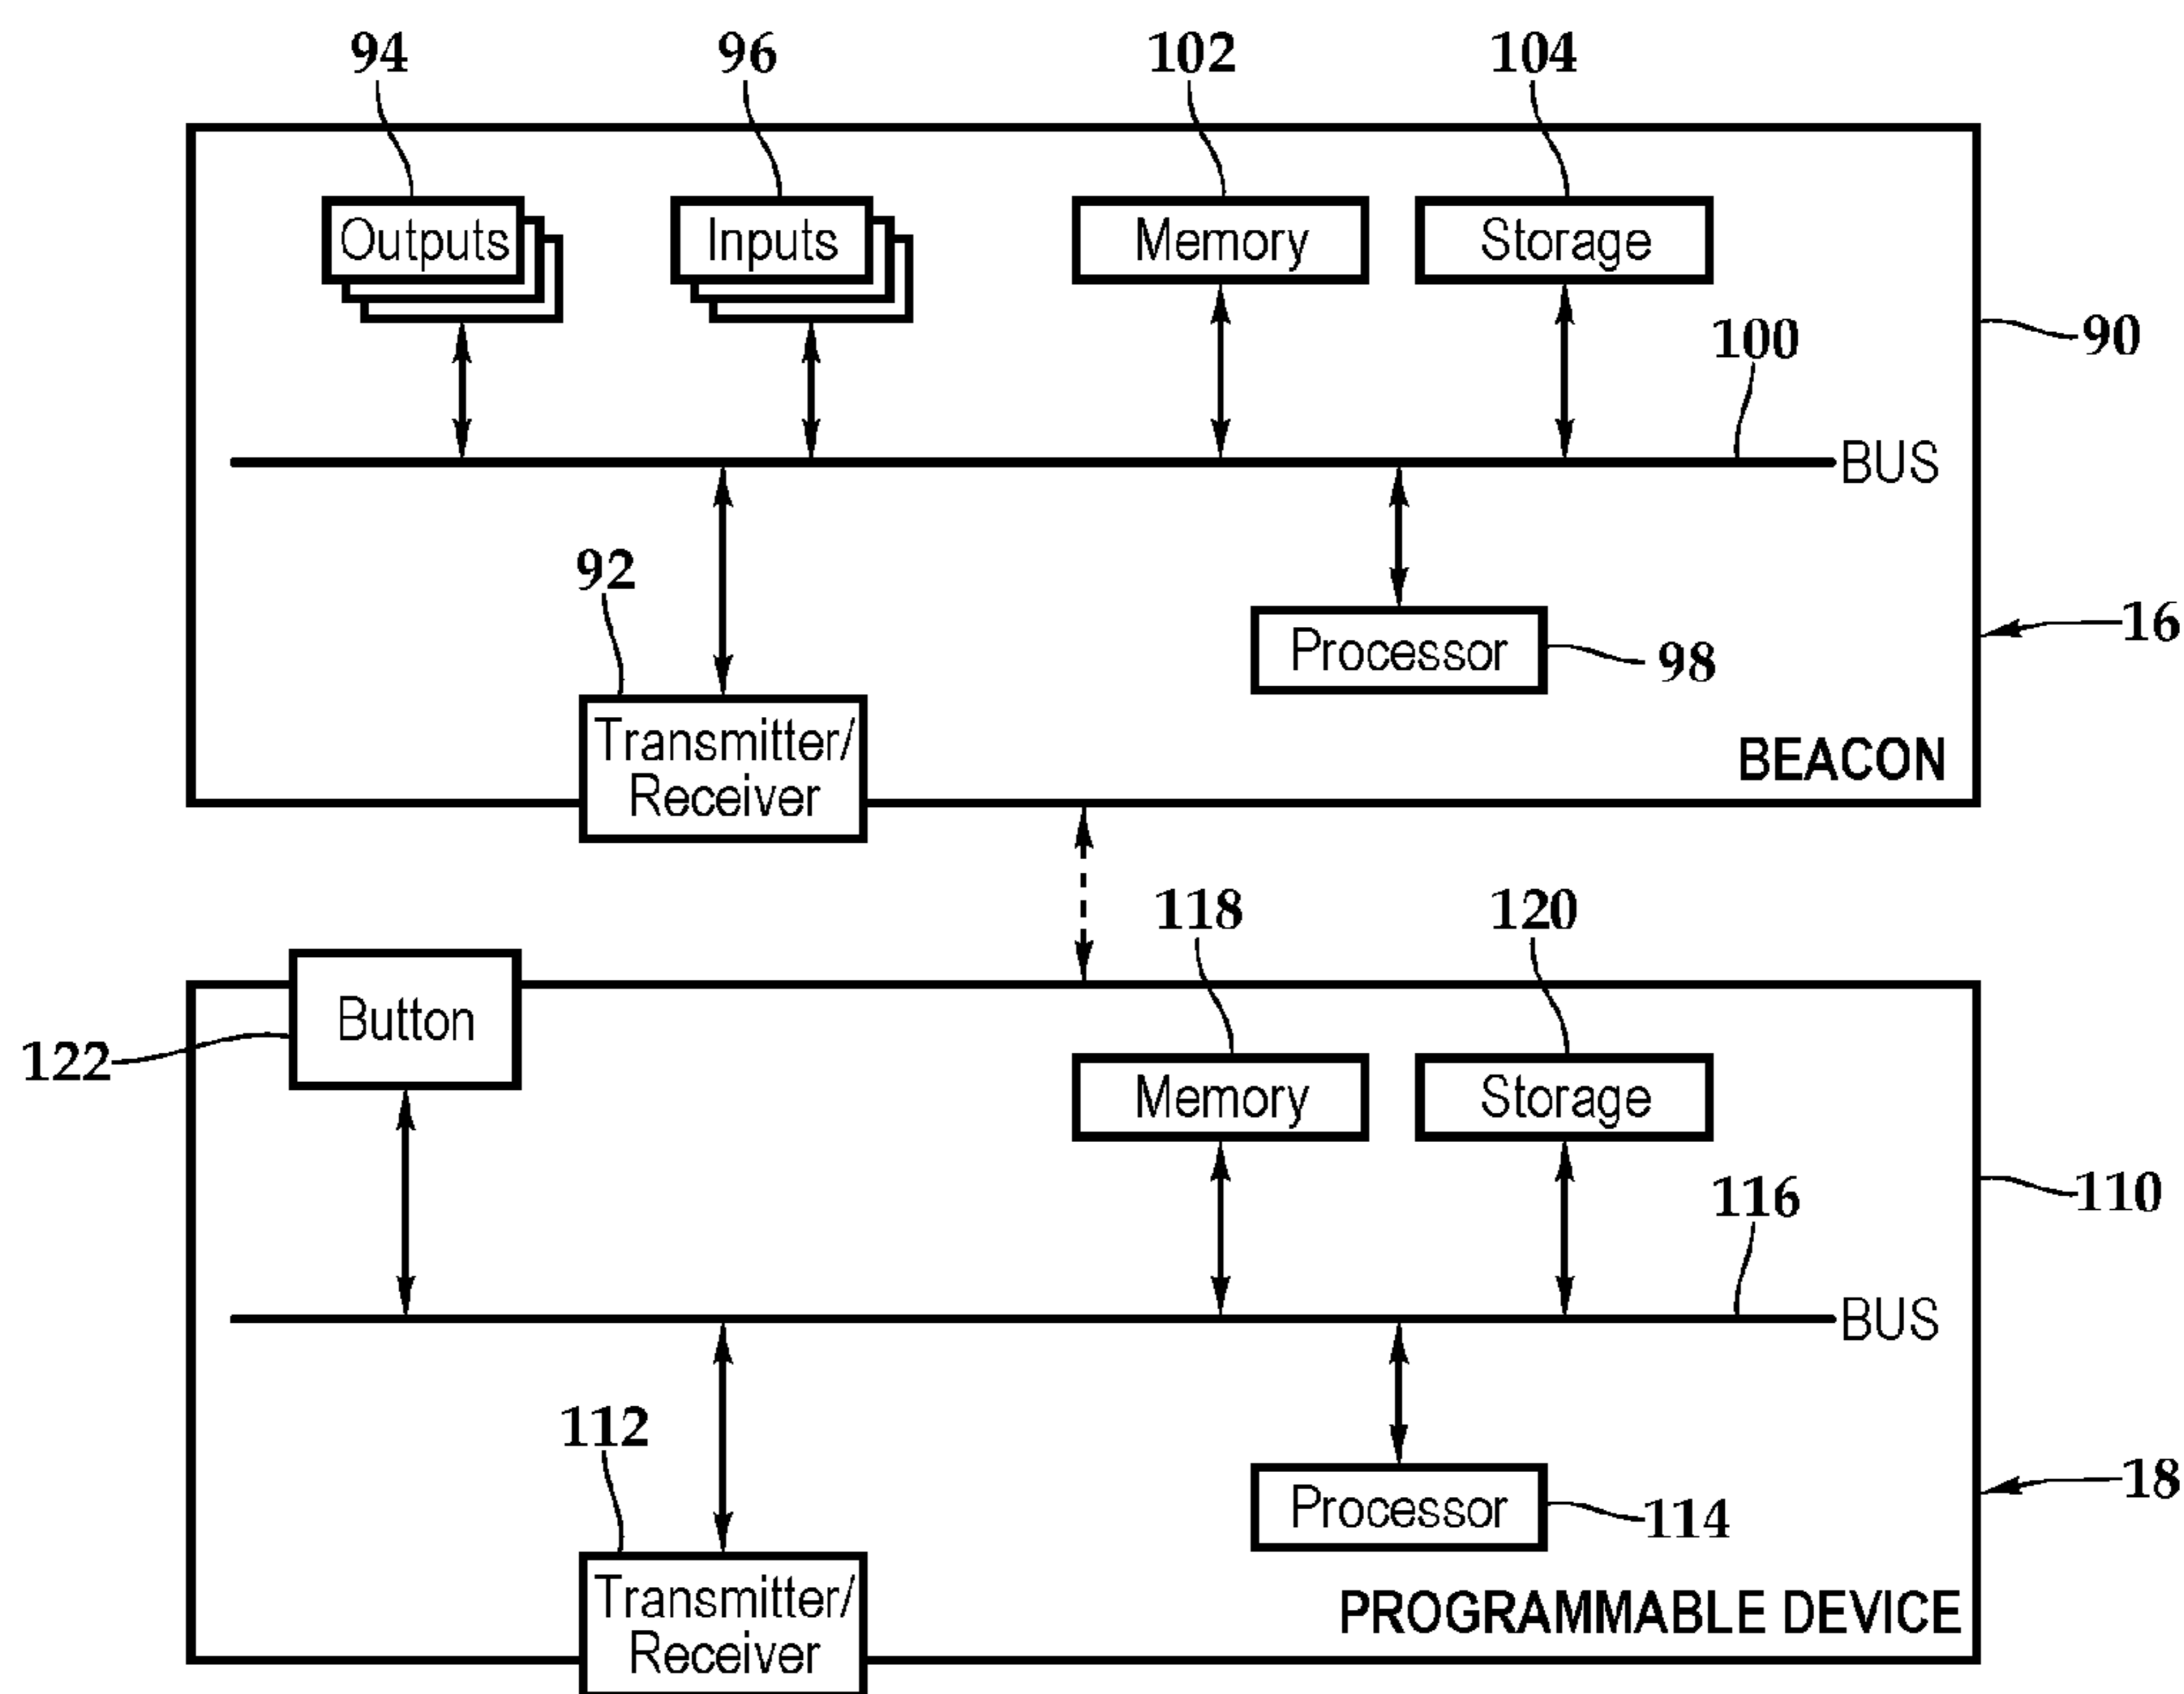 94
96
102
104
Outputs
Inputs
Memory
Storage
100
90
BUS
92
16
Processor
98
Transmitter/
Receiver
BEACON
118
120
Button
122
Memory
Storage
116
110
BUS
112
18
Processor
114
Transmitter/
Receiver
PROGRAMMABLE DEVICE